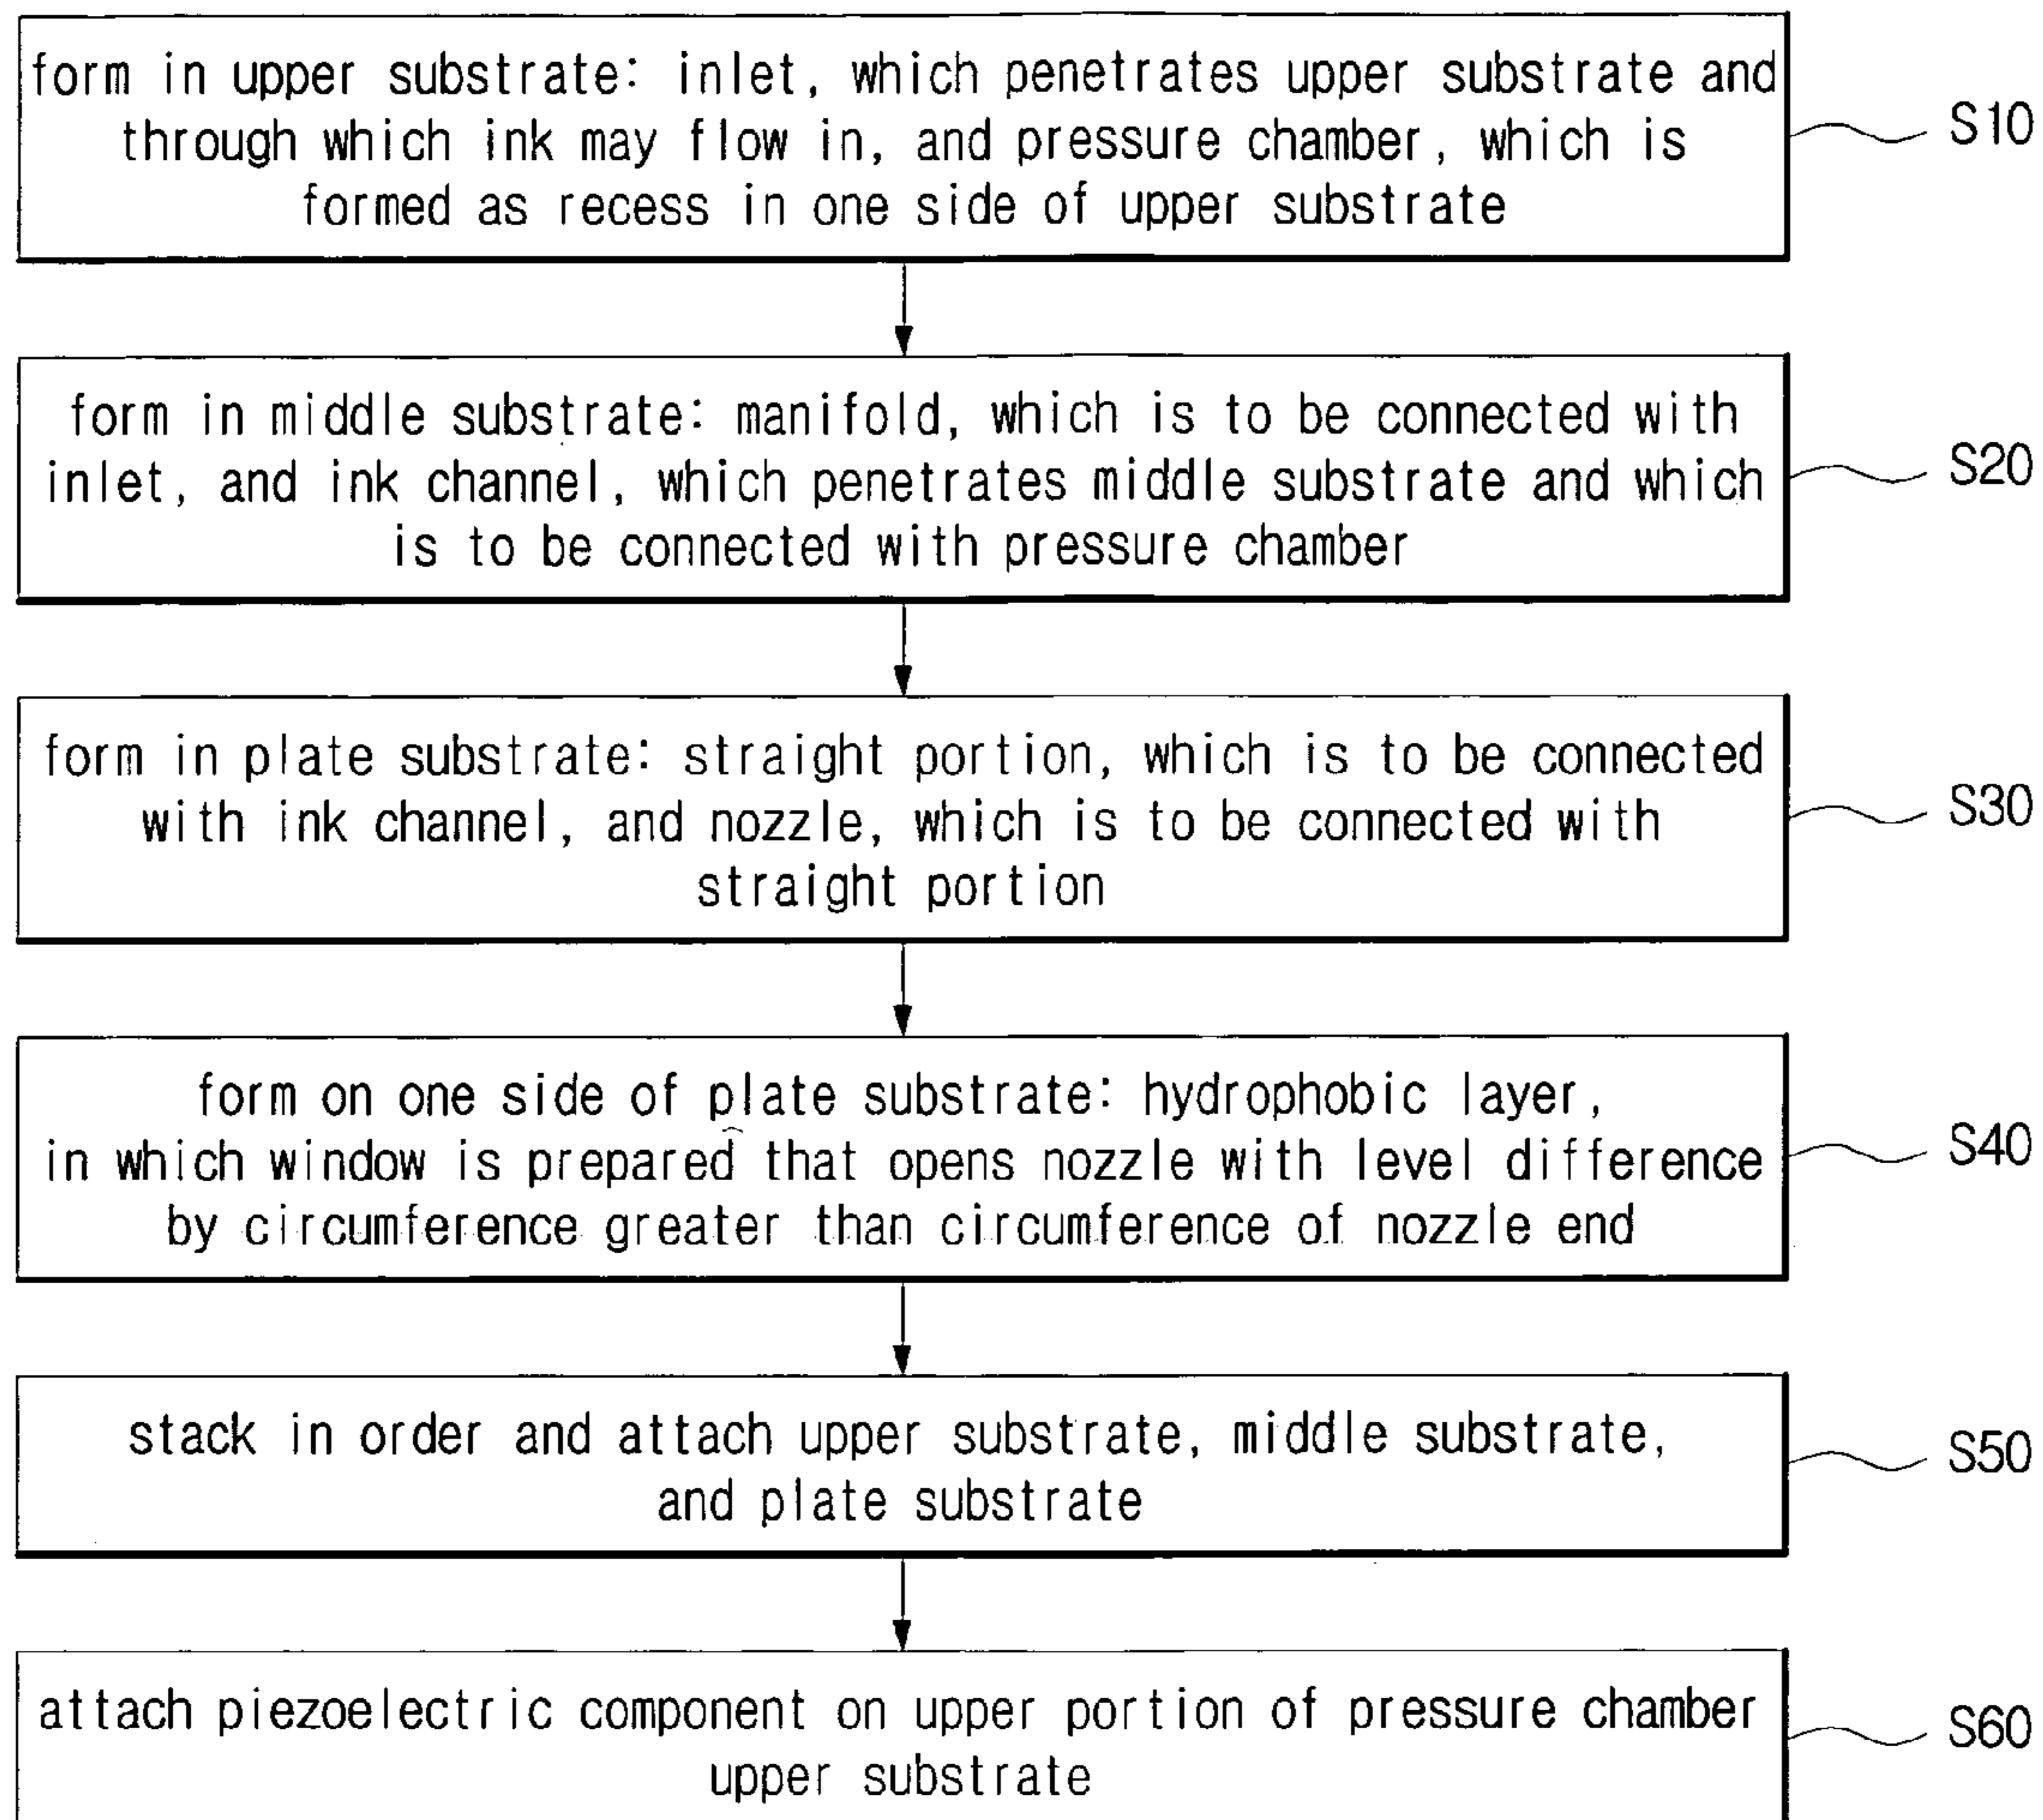 form in upper substrate: inlet, which penetrates upper substrate and
through which ink may flow in, and pressure chamber, which is
formed as recess in one side of upper substrate
S10
form in middle substrate: manifold, which is to be connected with
inlet, and ink channel, which penetrates middle substrate and which
is to be connected with pressure chamber
S20
form in plate substrate: straight portion, which is to be connected
with ink channel, and nozzle, which is to be connected with
straight portion
S30
form on one side of plate substrate: hydrophobic layer,
in which window is prepared that opens nozzle with level difference
by circumference greater than circumference of nozzle end
S40
stack in order and attach upper substrate, middle substrate,
and plate substrate
S50
attach piezoelectric component on upper portion of pressure chamber
upper substrate
S60